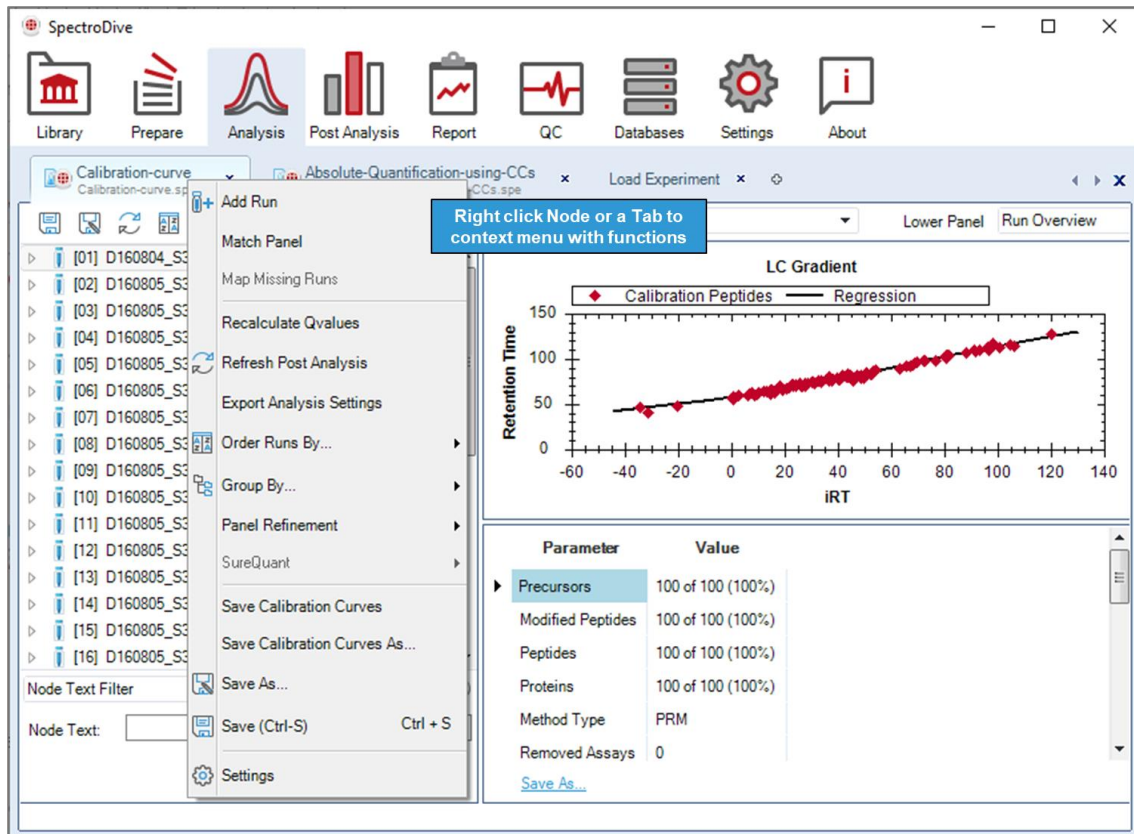 SpectroDive
Library Prepare Analysis Post Analysis Report QC Databases Settings About
Calibration-curve x
Absolute-Quantification-using-CCs x
Load Experiment x
Calibration-curve.sp
CCs.spe
Right click Node or a Tab to
context menu with functions
Lower Panel Run Overview
[01] D160804_S3
[02] D160805_S3
[03] D160805_S3
[04] D160805_S3
[05] D160805_S3
[06] D160805_S3
[07] D160805_S3
[08] D160805_S3
[09] D160805_S3
[10] D160805_S3
[11] D160805_S3
[12] D160805_S3
[13] D160805_S3
[14] D160805_S3
[15] D160805_S3
[16] D160805_S3
Node Text Filter
Node Text:
Add Run
Match Panel
Map Missing Runs
Recalculate Qvalues
Refresh Post Analysis
Export Analysis Settings
Order Runs By...
Group By...
Panel Refinement
SureQuant
Save Calibration Curves
Save Calibration Curves As...
Save As...
Save (Ctrl-S) Ctrl + S
Settings
LC Gradient
Calibration Peptides Regression
Retention Time
150
100
50
0
-60 -40 -20 0 20 40 60 80 100 120 140
iRT
Parameter Value
Precursors 100 of 100 (100%)
Modified Peptides 100 of 100 (100%)
Peptides 100 of 100 (100%)
Proteins 100 of 100 (100%)
Method Type PRM
Removed Assays 0
Save As...